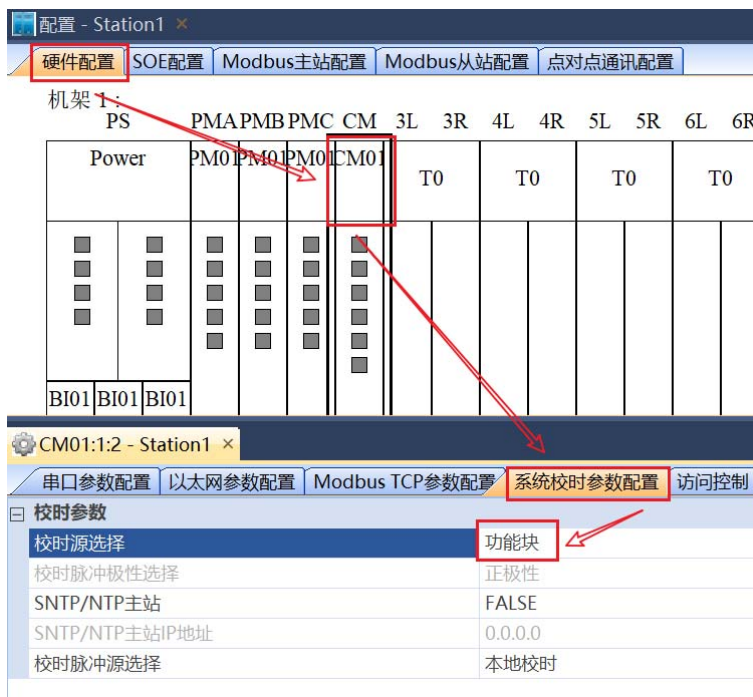 配置 - Station1 ×
硬件配置 SOE配置 Modbus主站配置 Modbus从站配置 点对点通讯配置
机架 1 :
PS PMA PMB PMC CM 3L 3R 4L 4R 5L 5R 6L 6R
Power PM01 PM01 PM01 CM01 T0 T0 T0 T0
BI01 BI01 BI01
CM01:1:2 - Station1 ×
串口参数配置 以太网参数配置 Modbus TCP参数配置 系统校时参数配置 访问控制
校时参数
校时源选择 功能块
校时脉冲极性选择 正极性
SNTP/NTP主站 FALSE
SNTP/NTP主站IP地址 0.0.0.0
校时脉冲源选择 本地校时